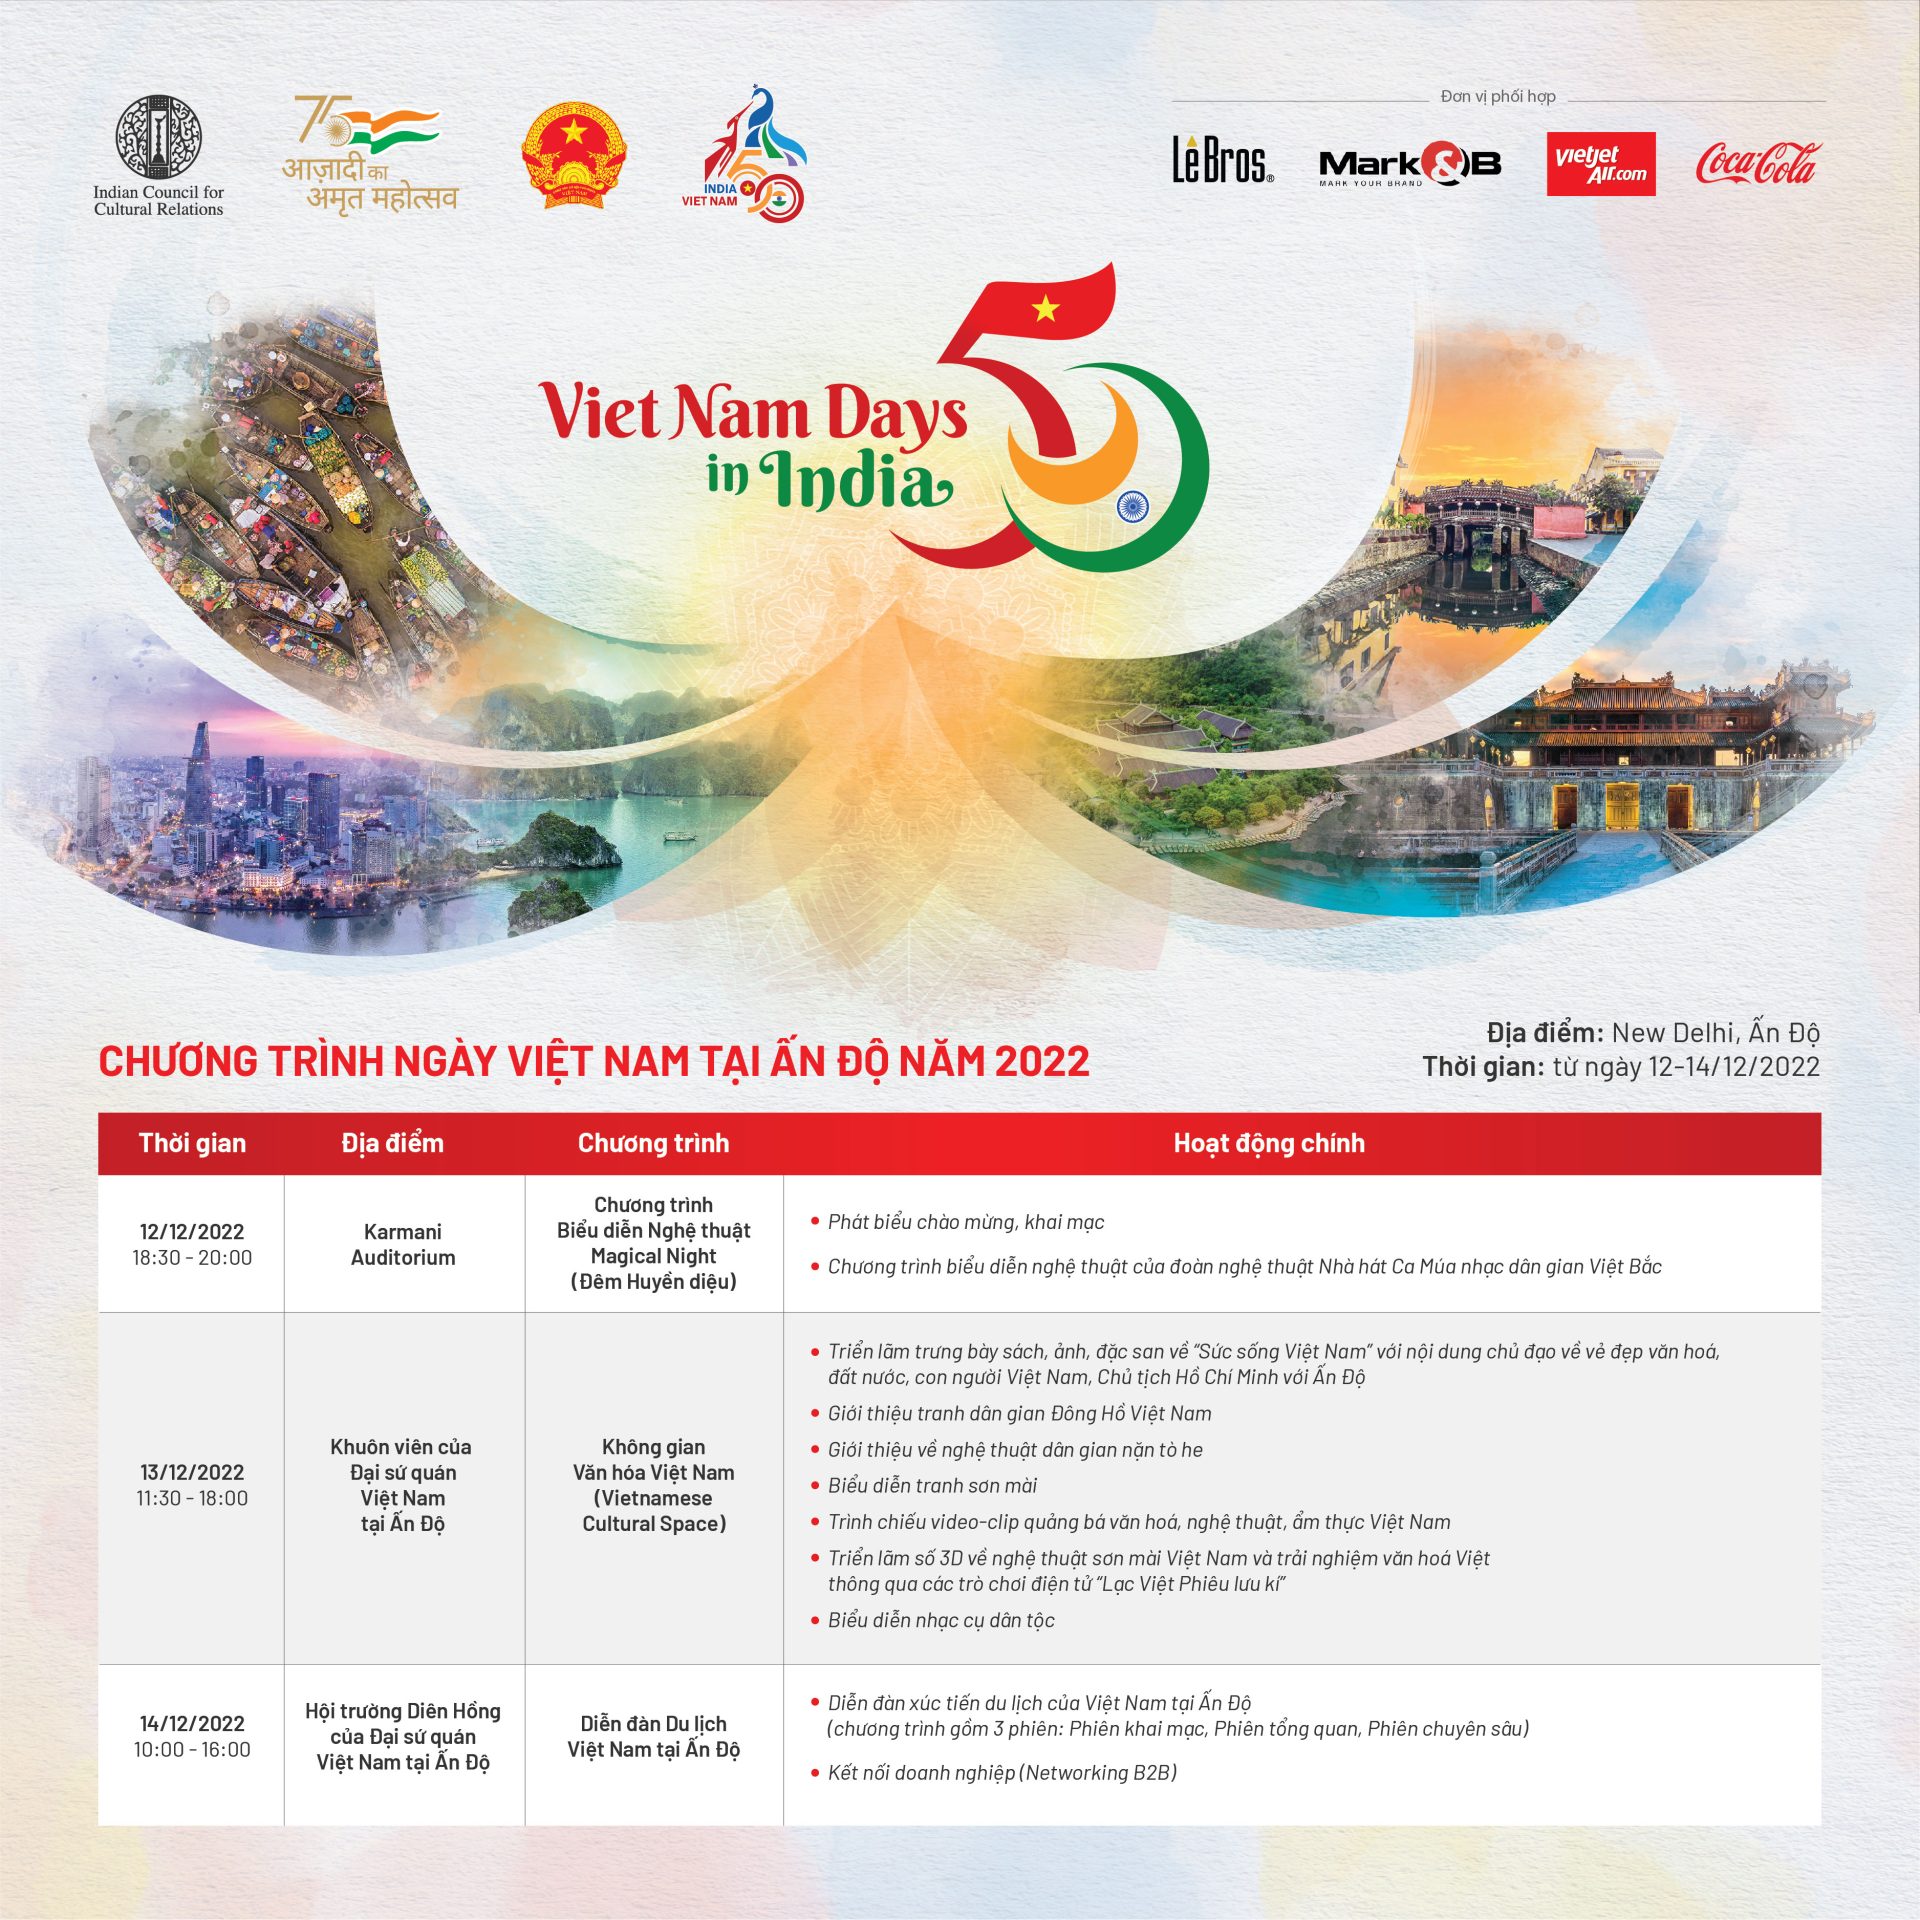 Indian Council for
Cultural Relations
75
आज़ादी का
अमृत महोत्सव
VIỆT NAM
INDIA
VIET NAM
50
Đơn vị phối hợp
LêBros®
Mark&B
MARK YOUR BRAND
vietjet
Air.com
Coca-Cola
Viet Nam Days
in India
50
CHƯƠNG TRÌNH NGÀY VIỆT NAM TẠI ẤN ĐỘ NĂM 2022
Địa điểm: New Delhi, Ấn Độ
Thời gian: từ ngày 12-14/12/2022
Thời gian
Địa điểm
Chương trình
Hoạt động chính
12/12/2022
18:30 - 20:00
Karmani
Auditorium
Chương trình
Biểu diễn Nghệ thuật
Magical Night
(Đêm Huyền diệu)
• Phát biểu chào mừng, khai mạc
• Chương trình biểu diễn nghệ thuật của đoàn nghệ thuật Nhà hát Ca Múa nhạc dân gian Việt Bắc
13/12/2022
11:30 - 18:00
Khuôn viên của
Đại sứ quán
Việt Nam
tại Ấn Độ
Không gian
Văn hóa Việt Nam
(Vietnamese
Cultural Space)
• Triển lãm trưng bày sách, ảnh, đặc san về “Sức sống Việt Nam” với nội dung chủ đạo về vẻ đẹp văn hoá,
đất nước, con người Việt Nam, Chủ tịch Hồ Chí Minh với Ấn Độ
• Giới thiệu tranh dân gian Đông Hồ Việt Nam
• Giới thiệu về nghệ thuật dân gian nặn tò he
• Biểu diễn tranh sơn mài
• Trình chiếu video-clip quảng bá văn hoá, nghệ thuật, ẩm thực Việt Nam
• Triển lãm số 3D về nghệ thuật sơn mài Việt Nam và trải nghiệm văn hoá Việt
thông qua các trò chơi điện tử “Lạc Việt Phiêu lưu kí”
• Biểu diễn nhạc cụ dân tộc
14/12/2022
10:00 - 16:00
Hội trường Diên Hồng
của Đại sứ quán
Việt Nam tại Ấn Độ
Diễn đàn Du lịch
Việt Nam tại Ấn Độ
• Diễn đàn xúc tiến du lịch của Việt Nam tại Ấn Độ
(chương trình gồm 3 phiên: Phiên khai mạc, Phiên tổng quan, Phiên chuyên sâu)
• Kết nối doanh nghiệp (Networking B2B)